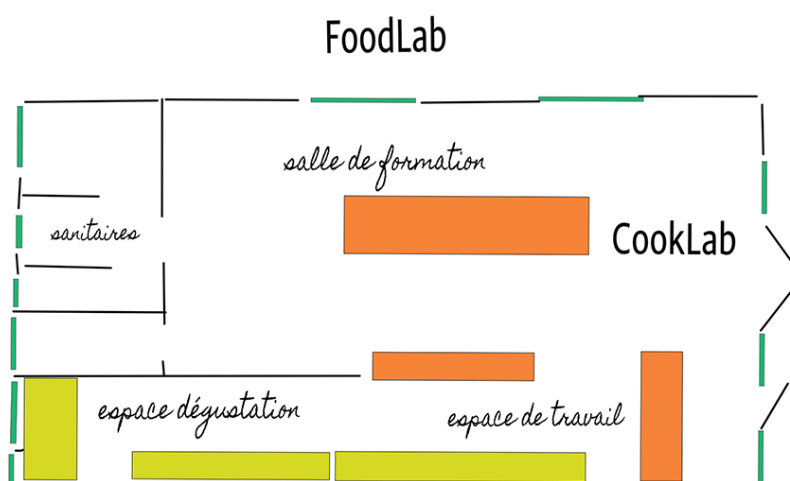 FoodLab
salle de formation
sanitaires
CookLab
espace dégustation
espace de travail